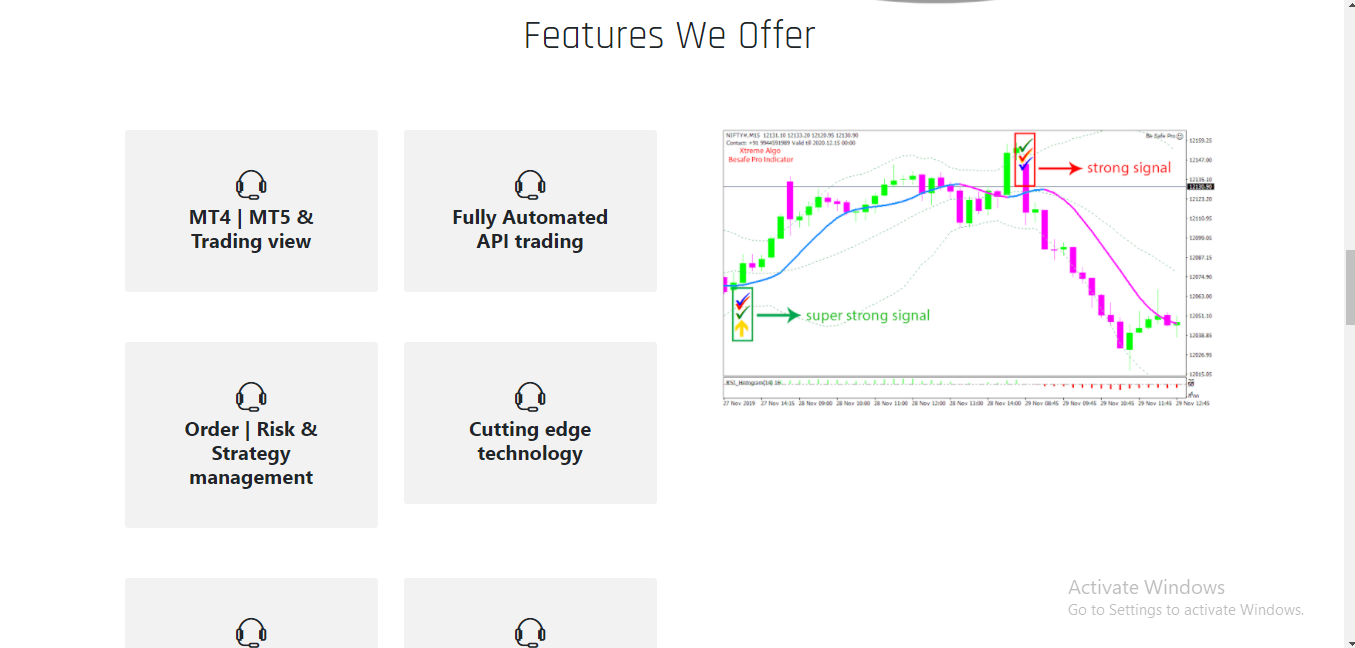 Features We Offer
MT4 | MT5 &
Trading view
Fully Automated
API trading
Order | Risk &
Strategy
management
Cutting edge
technology
NIFTY#,M15 12131.10 12133.20 12120.95 12130.90
Contact: +91 9944591989 Valid till 2020.12.15 00:00
Xtreme Algo
Besafe Pro Indicator
Be Safe Pro
strong signal
super strong signal
12159.25
12147.00
12135.10
12130.90
12123.20
12110.95
12099.05
12087.15
12074.90
12063.00
12051.10
12038.85
12026.95
12015.05
RSI_Histogram(14) 16
27 Nov 2019 27 Nov 14:15 28 Nov 09:00 28 Nov 10:00 28 Nov 11:00 28 Nov 12:00 28 Nov 13:00 28 Nov 14:00 29 Nov 08:45 29 Nov 09:45 29 Nov 10:45 29 Nov 11:45 29 Nov 12:45
Activate Windows
Go to Settings to activate Windows.